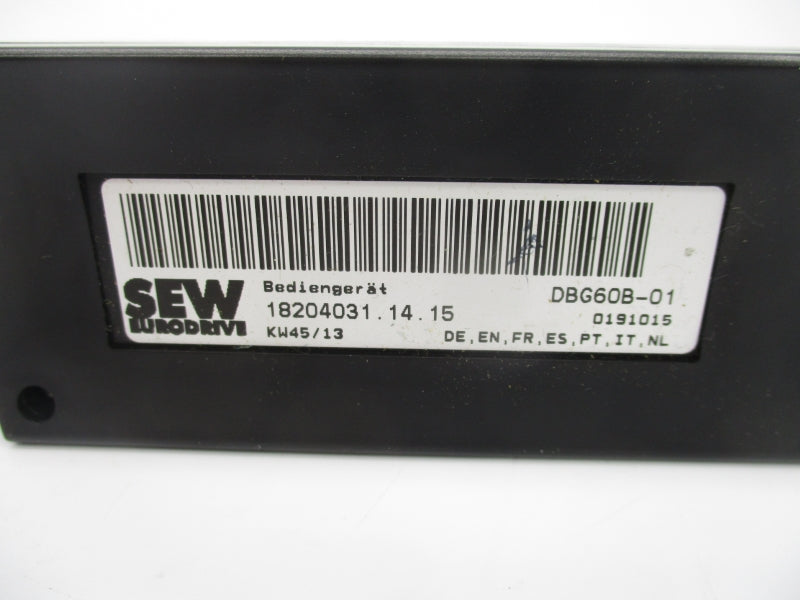 SEW
EURODRIVE
Bediengerät
18204031.14.15
KW45/13
DBG60B-01
0191015
DE,EN,FR,ES,PT,IT,NL